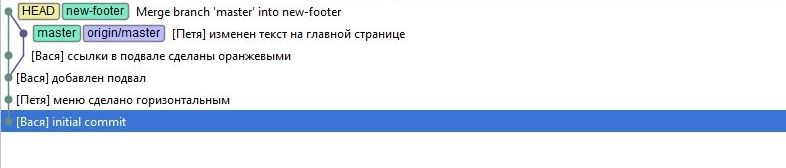 HEAD new-footer Merge branch 'master' into new-footer
master origin/master [Петя] изменен текст на главной странице
[Вася] ссылки в подвале сделаны оранжевыми
[Вася] добавлен подвал
[Петя] меню сделано горизонтальным
[Вася] initial commit